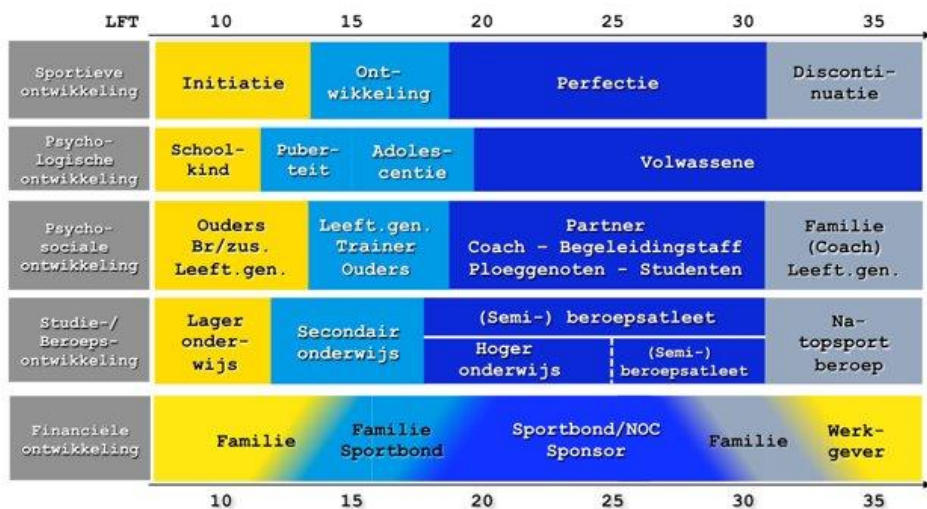 LFT 10 15 20 25 30 35
Sportieve
ontwikkeling
Initiatie
Ont-
wikkeling
Perfectie
Disconti-
nuatie
Psycho-
logische
ontwikkeling
School-
kind
Puber-
teit
Adoles-
centie
Volwassene
Psycho-
sociale
ontwikkeling
Ouders
Br/zus.
Leeft.gen.
Leeft.gen.
Trainer
Ouders
Partner
Coach - Begeleidingstaff
Ploeggenoten - Studenten
Familie
(Coach)
Leeft.gen.
Studie-/
Beroeps-
ontwikkeling
Lager
onder-
wijs
Secondair
onderwijs
(Semi-) beroepsatleet
Hoger
onderwijs
(Semi-)
beroepsatleet
Na-
topsport
beroep
Financiële
ontwikkeling
Familie
Familie
Sportbond
Sportbond/NOC
Sponsor
Familie
Werk-
gever
10 15 20 25 30 35